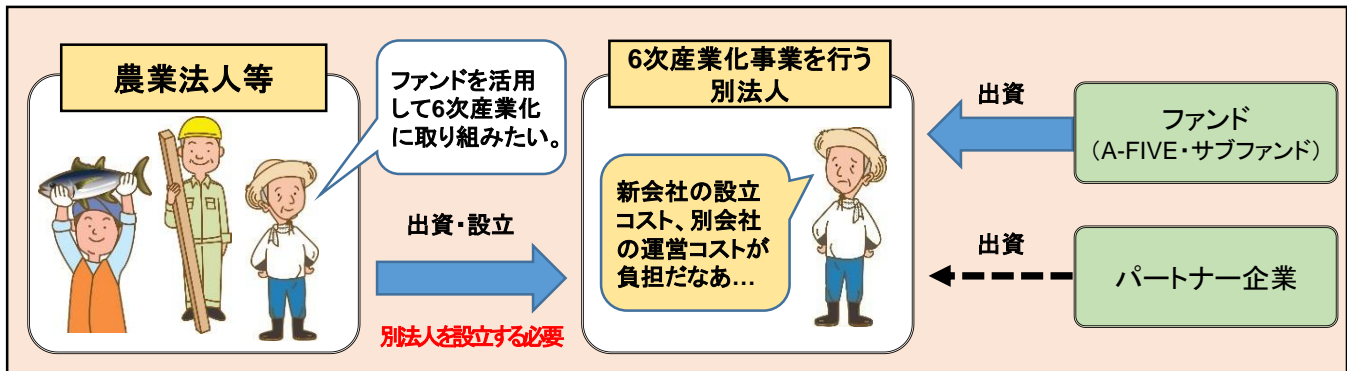 農業法人等
ファンドを活用
して6次産業化
に取り組みたい。
出資・設立
別法人を設立する必要
6次産業化事業を行う
別法人
新会社の設立
コスト、別会社
の運営コストが
負担だなあ…
出資
ファンド
（A-FIVE・サブファンド）
出資
パートナー企業